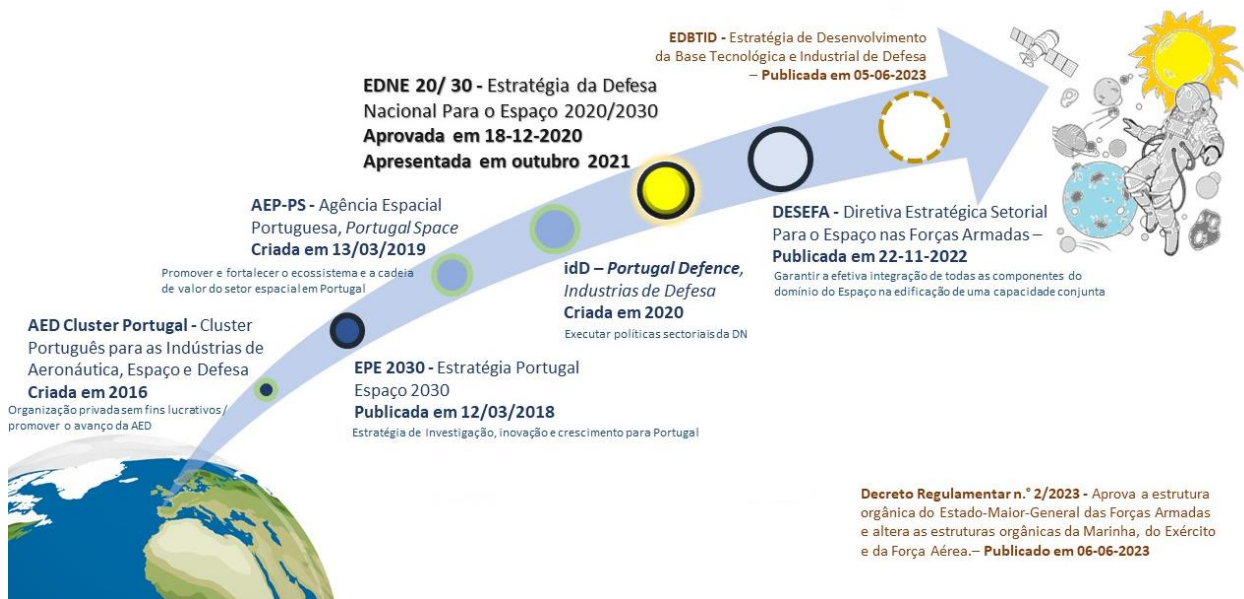 EDBTID - Estratégia de Desenvolvimento
da Base Tecnológica e Industrial de Defesa
– Publicada em 05-06-2023
EDNE 20/ 30 - Estratégia da Defesa
Nacional Para o Espaço 2020/2030
Aprovada em 18-12-2020
Apresentada em outubro 2021
AEP-PS - Agência Espacial
Portuguesa, Portugal Space
Criada em 13/03/2019
Promover e fortalecer o ecossistema e a cadeia
de valor do setor espacial em Portugal
idD – Portugal Defence,
Industrias de Defesa
Criada em 2020
Executar políticas sectoriais da DN
DESEFA - Diretiva Estratégica Setorial
Para o Espaço nas Forças Armadas –
Publicada em 22-11-2022
Garantir a efetiva integração de todas as componentes do
domínio do Espaço na edificação de uma capacidade conjunta
AED Cluster Portugal - Cluster
Português para as Indústrias de
Aeronáutica, Espaço e Defesa
Criada em 2016
Organização privada sem fins lucrativos/
promover o avanço da AED
EPE 2030 - Estratégia Portugal
Espaço 2030
Publicada em 12/03/2018
Estratégia de Investigação, inovação e crescimento para Portugal
Decreto Regulamentar n.° 2/2023 - Aprova a estrutura
orgânica do Estado-Maior-General das Forças Armadas
e altera as estruturas orgânicas da Marinha, do Exército
e da Força Aérea.– Publicado em 06-06-2023